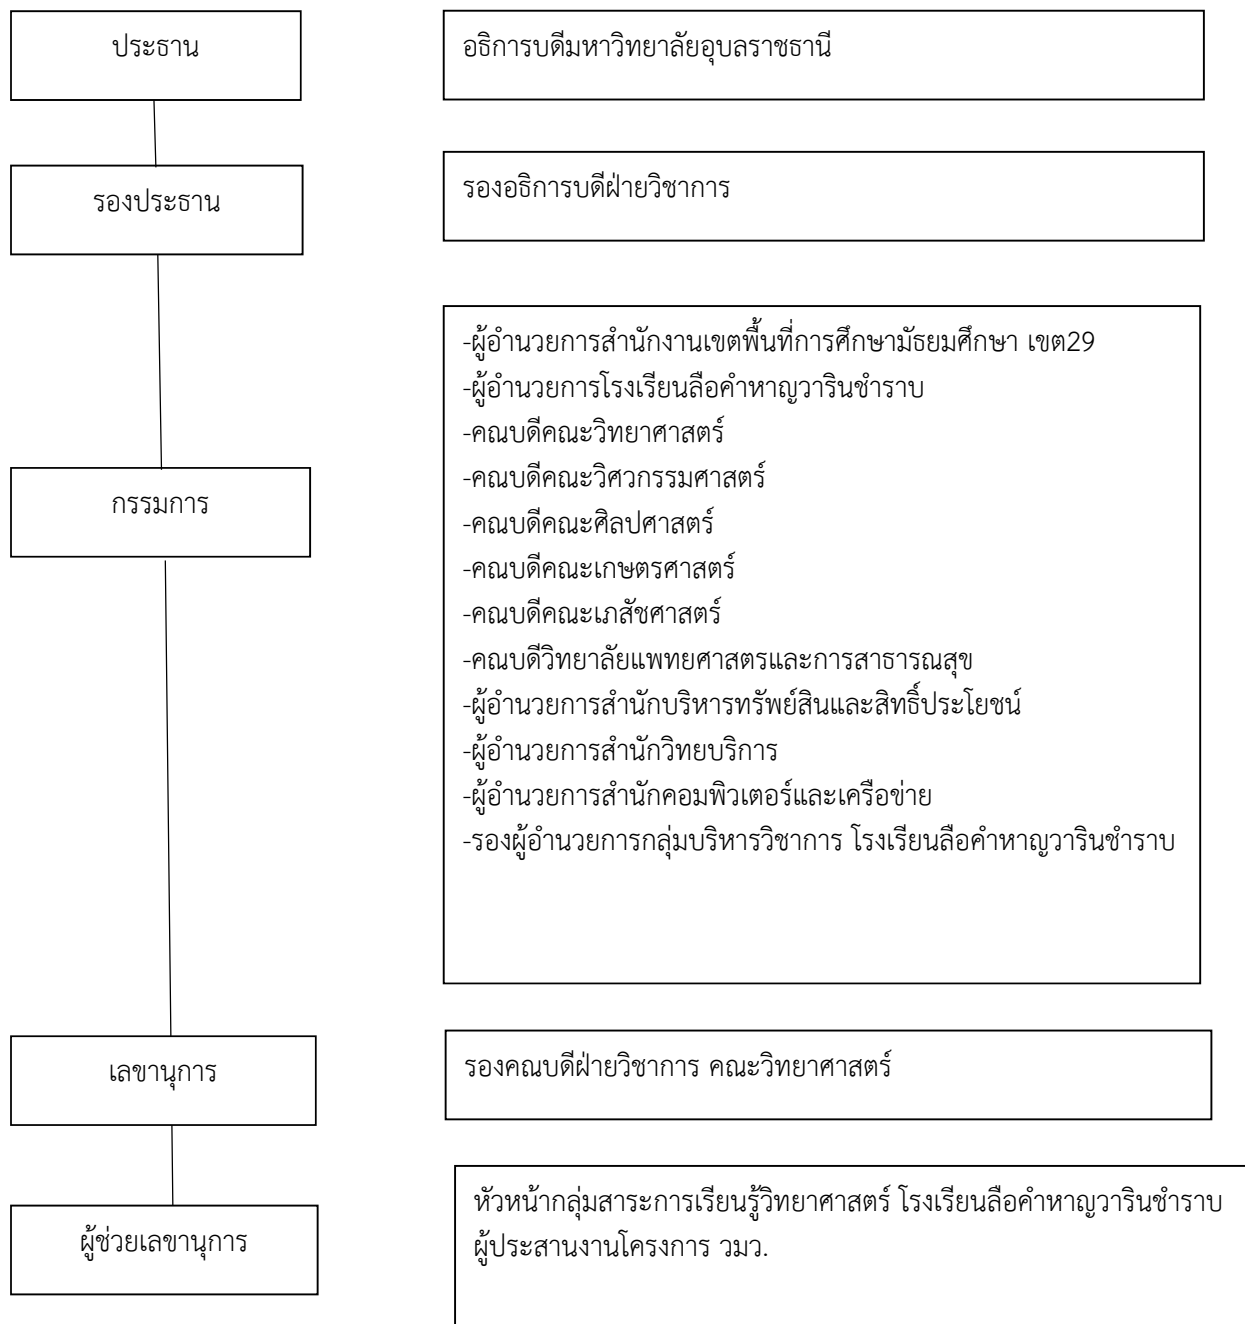 ประธาน
อธิการบดีมหาวิทยาลัยอุบลราชธานี
รองประธาน
รองอธิการบดีฝ่ายวิชาการ
กรรมการ
-ผู้อำนวยการสำนักงานเขตพื้นที่การศึกษามัธยมศึกษา เขต29
-ผู้อำนวยการโรงเรียนลือคำหาญวารินชำราบ
-คณบดีคณะวิทยาศาสตร์
-คณบดีคณะวิศวกรรมศาสตร์
-คณบดีคณะศิลปศาสตร์
-คณบดีคณะเกษตรศาสตร์
-คณบดีคณะเภสัชศาสตร์
-คณบดีวิทยาลัยแพทยศาสตรและการสาธารณสุข
-ผู้อำนวยการสำนักบริหารทรัพย์สินและสิทธิ์ประโยชน์
-ผู้อำนวยการสำนักวิทยบริการ
-ผู้อำนวยการสำนักคอมพิวเตอร์และเครือข่าย
-รองผู้อำนวยการกลุ่มบริหารวิชาการ โรงเรียนลือคำหาญวารินชำราบ
เลขานุการ
รองคณบดีฝ่ายวิชาการ คณะวิทยาศาสตร์
ผู้ช่วยเลขานุการ
หัวหน้ากลุ่มสาระการเรียนรู้วิทยาศาสตร์ โรงเรียนลือคำหาญวารินชำราบ
ผู้ประสานงานโครงการ วมว.